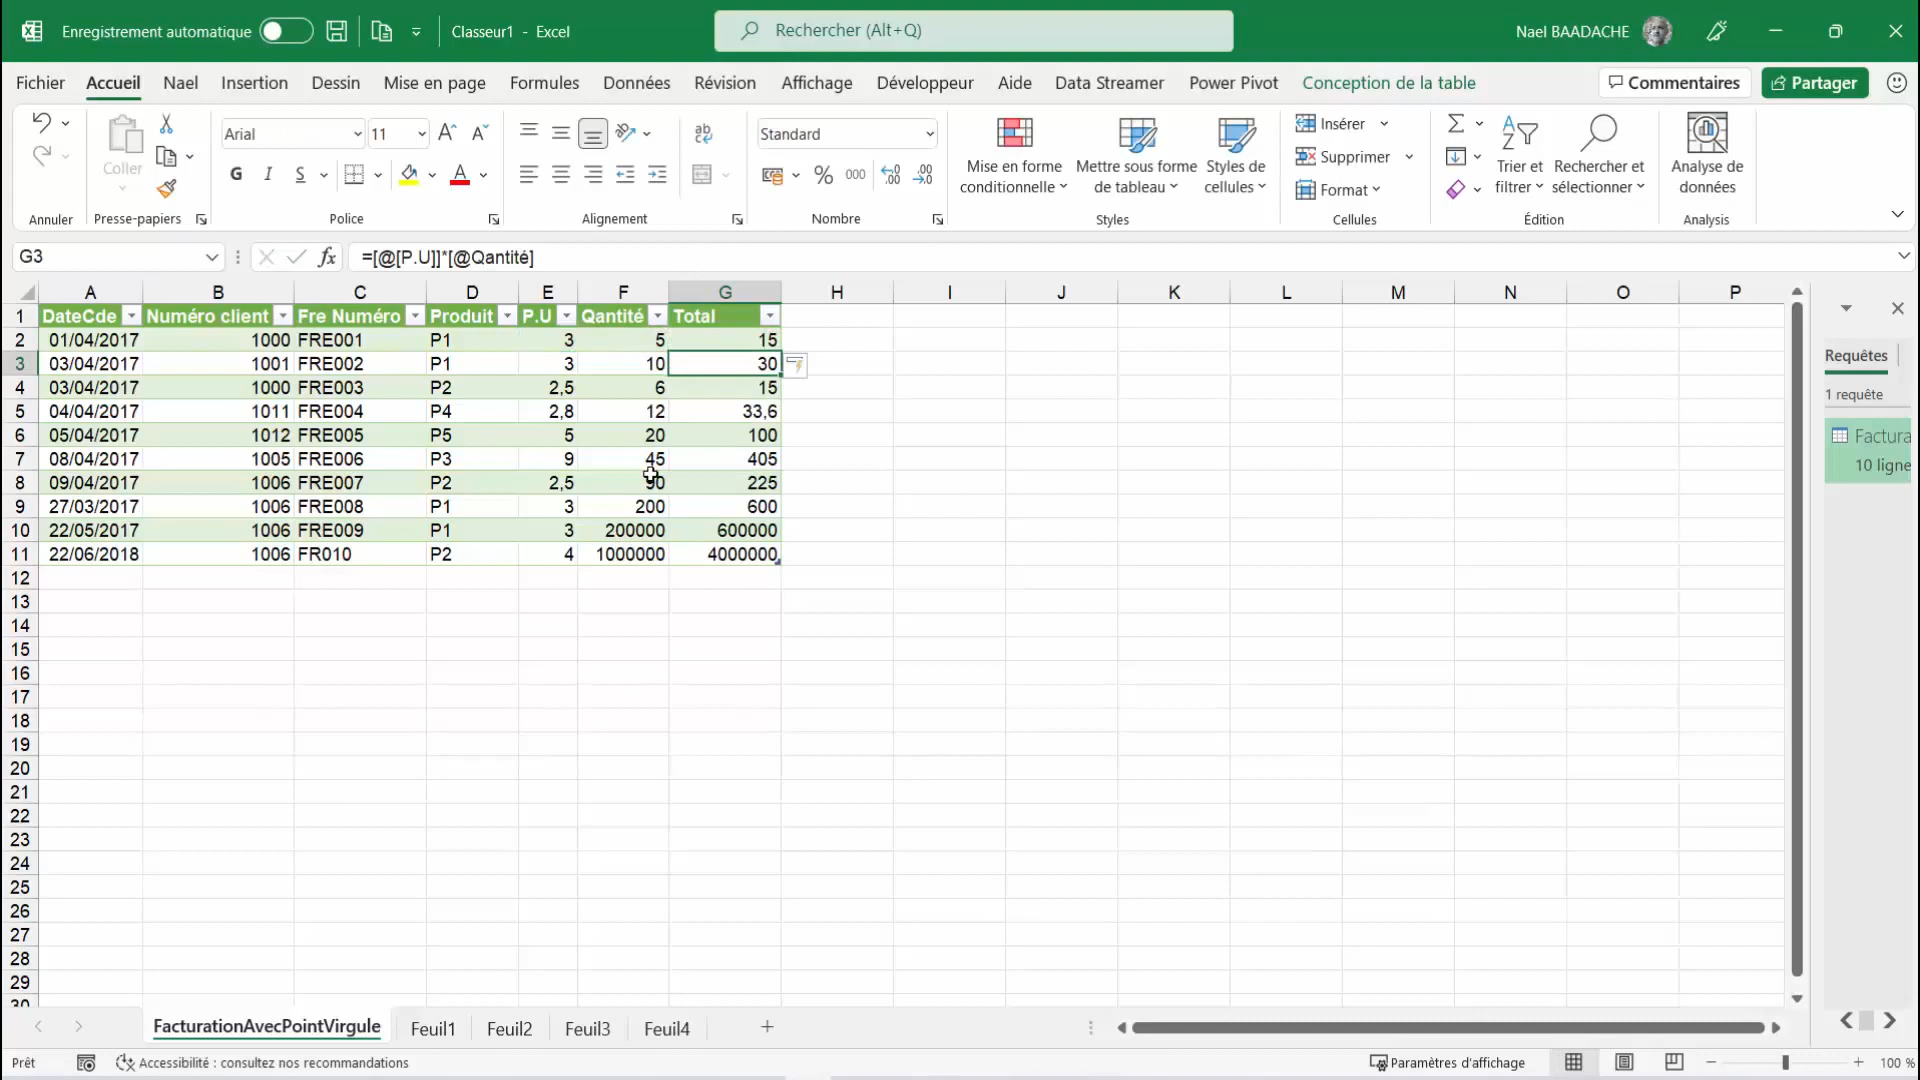 Enregistrement automatique Classeur1 - Excel Rechercher (Alt+Q) Nael BAADACHE
Fichier Accueil Nael Insertion Dessin Mise en page Formules Données Révision Affichage Développeur Aide Data Streamer Power Pivot Conception de la table Commentaires Partager
Coller
Arial 11
G I S
Standard
% 000
Mise en forme conditionnelle
Mettre sous forme de tableau
Styles de cellules
Insérer
Supprimer
Format
Trier et filtrer
Rechercher et sélectionner
Analyse de données
Annuler Presse-papiers Police Alignement Nombre Styles Cellules Édition Analysis
G3 fx =[@[P.U]]*[@Qantité]
A B C D E F G H I J K L M N O P
1 DateCde Numéro client Fre Numéro Produit P.U Qantité Total
2 01/04/2017 1000 FRE001 P1 3 5 15
3 03/04/2017 1001 FRE002 P1 3 10 30
4 03/04/2017 1000 FRE003 P2 2,5 6 15
5 04/04/2017 1011 FRE004 P4 2,8 12 33,6
6 05/04/2017 1012 FRE005 P5 5 20 100
7 08/04/2017 1005 FRE006 P3 9 45 405
8 09/04/2017 1006 FRE007 P2 2,5 90 225
9 27/03/2017 1006 FRE008 P1 3 200 600
10 22/05/2017 1006 FRE009 P1 3 200000 600000
11 22/06/2018 1006 FR010 P2 4 1000000 4000000
12
13
14
15
16
17
18
19
20
21
22
23
24
25
26
27
28
29
30
Requêtes
1 requête
Factura
10 ligne
FacturationAvecPointVirgule Feuil1 Feuil2 Feuil3 Feuil4
Prêt Accessibilité : consultez nos recommandations Paramètres d'affichage 100 %